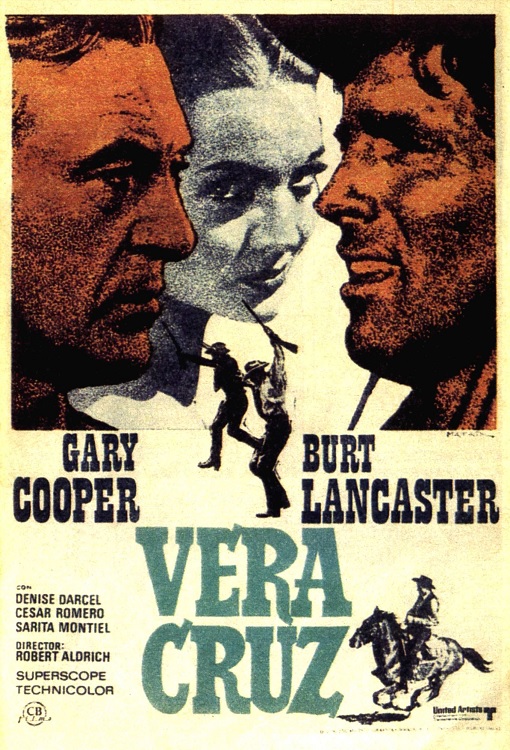 GARY
COOPER
BURT
LANCASTER
VERA
CRUZ
CON
DENISE DARCEL
CESAR ROMERO
SARITA MONTIEL
DIRECTOR:
ROBERT ALDRICH
SUPERSCOPE
TECHNICOLOR
CB
United Artists
T